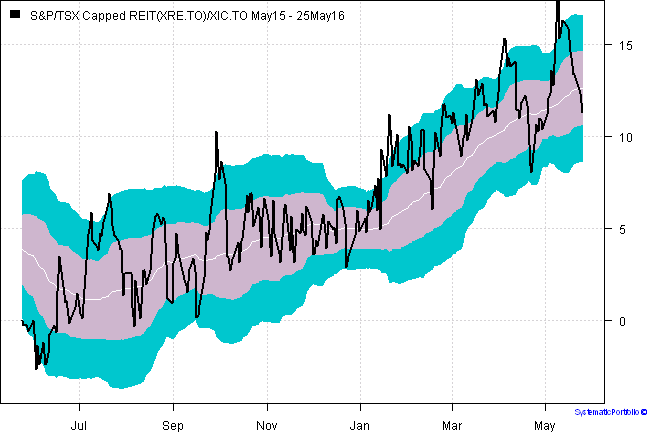 S&P/TSX Capped REIT(XRE.TO)/XIC.TO May15 - 25May16
15
10
5
0
Jul Sep Nov Jan Mar May
SystematicPortfolio ©